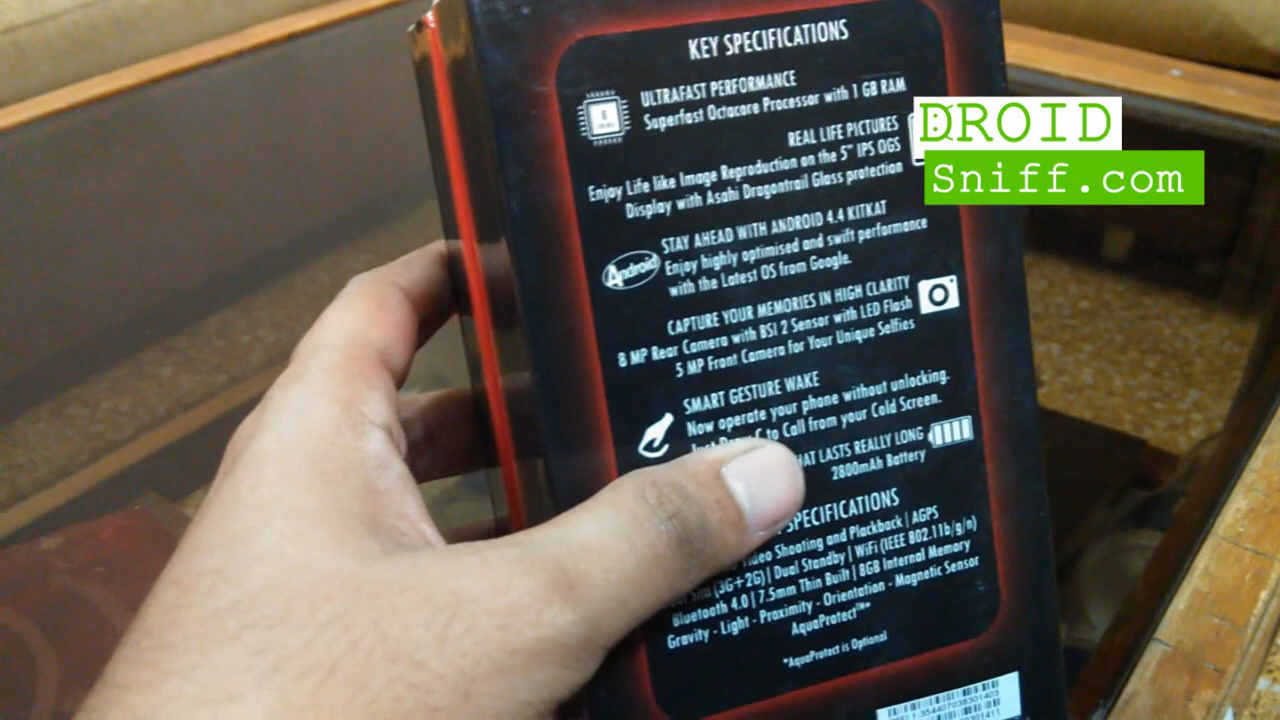 KEY SPECIFICATIONS
ULTRAFAST PERFORMANCE
Superfast Octacore Processor with 1 GB RAM
REAL LIFE PICTURES
Enjoy Life like Image Reproduction on the 5" IPS OGS
Display with Asahi Dragontrail Glass protection
STAY AHEAD WITH ANDROID 4.4 KITKAT
Android
Enjoy highly optimised and swift performance
with the Latest OS from Google.
CAPTURE YOUR MEMORIES IN HIGH CLARITY
8 MP Rear Camera with BSI 2 Sensor with LED Flash
5 MP Front Camera for Your Unique Selfies
SMART GESTURE WAKE
Now operate your phone without unlocking.
C to Call from your Cold Screen.
LASTS REALLY LONG
2800mAh Battery
SPECIFICATIONS
Video Shooting and Plackback | AGPS
(3G+2G) | Dual Standby | WiFi (IEEE 802.11b/g/n)
Bluetooth 4.0 | 7.5mm Thin Built | 8GB Internal Memory
Gravity - Light - Proximity - Orientation - Magnetic Sensor
AquaProtect™*
*AquaProtect is Optional
DROID
Sniff.com